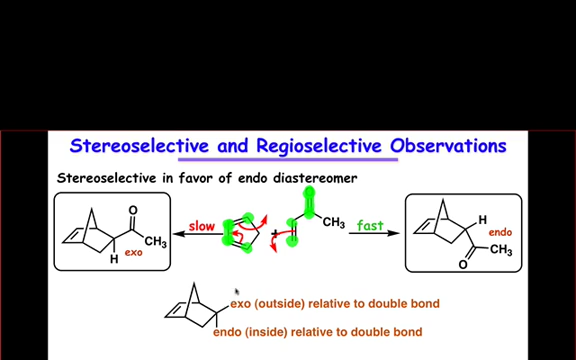 Stereoselective and Regioselective Observations
Stereoselective in favor of endo diastereomer
O
CH3
H
exo
slow
+
CH3
fast
H
endo
CH3
O
exo (outside) relative to double bond
endo (inside) relative to double bond